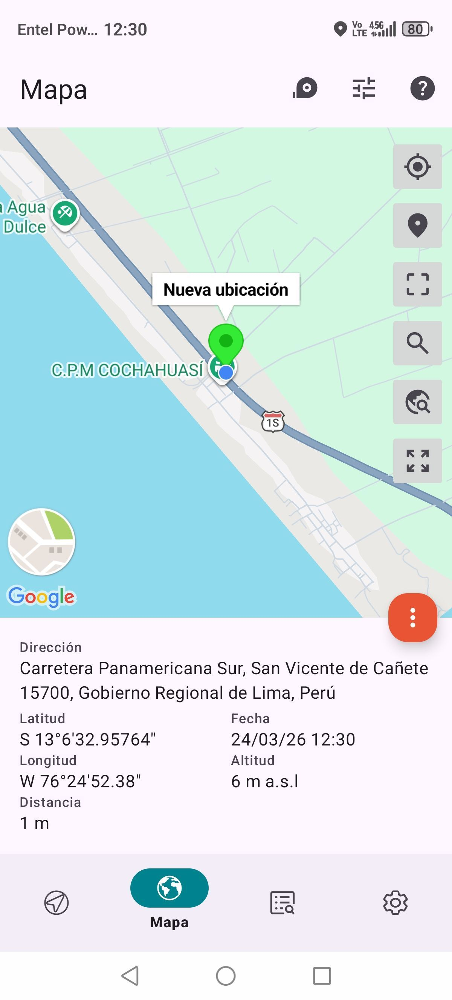 Entel Pow... 12:30
Vo LTE 4.5G 80
Mapa
a Agua
Dulce
Nueva ubicación
C.P.M COCHAHUASÍ
1S
Google
Dirección
Carretera Panamericana Sur, San Vicente de Cañete
15700, Gobierno Regional de Lima, Perú
Latitud
S 13°6'32.95764"
Fecha
24/03/26 12:30
Longitud
W 76°24'52.38"
Altitud
6 m a.s.l
Distancia
1 m
Mapa